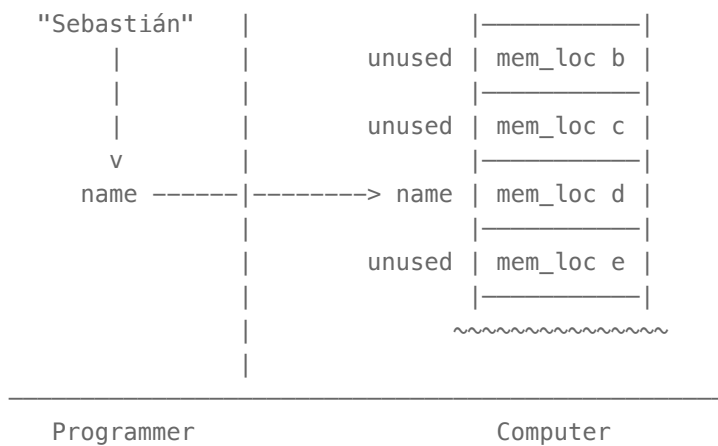 "Sebastián" | |———————————|
| | unused | mem_loc b |
| | |———————————|
| | unused | mem_loc c |
v | |———————————|
name ——————|————————> name | mem_loc d |
| |———————————|
| unused | mem_loc e |
| |———————————|
| ~~~~~~~~~~~~~~~
|
Programmer Computer